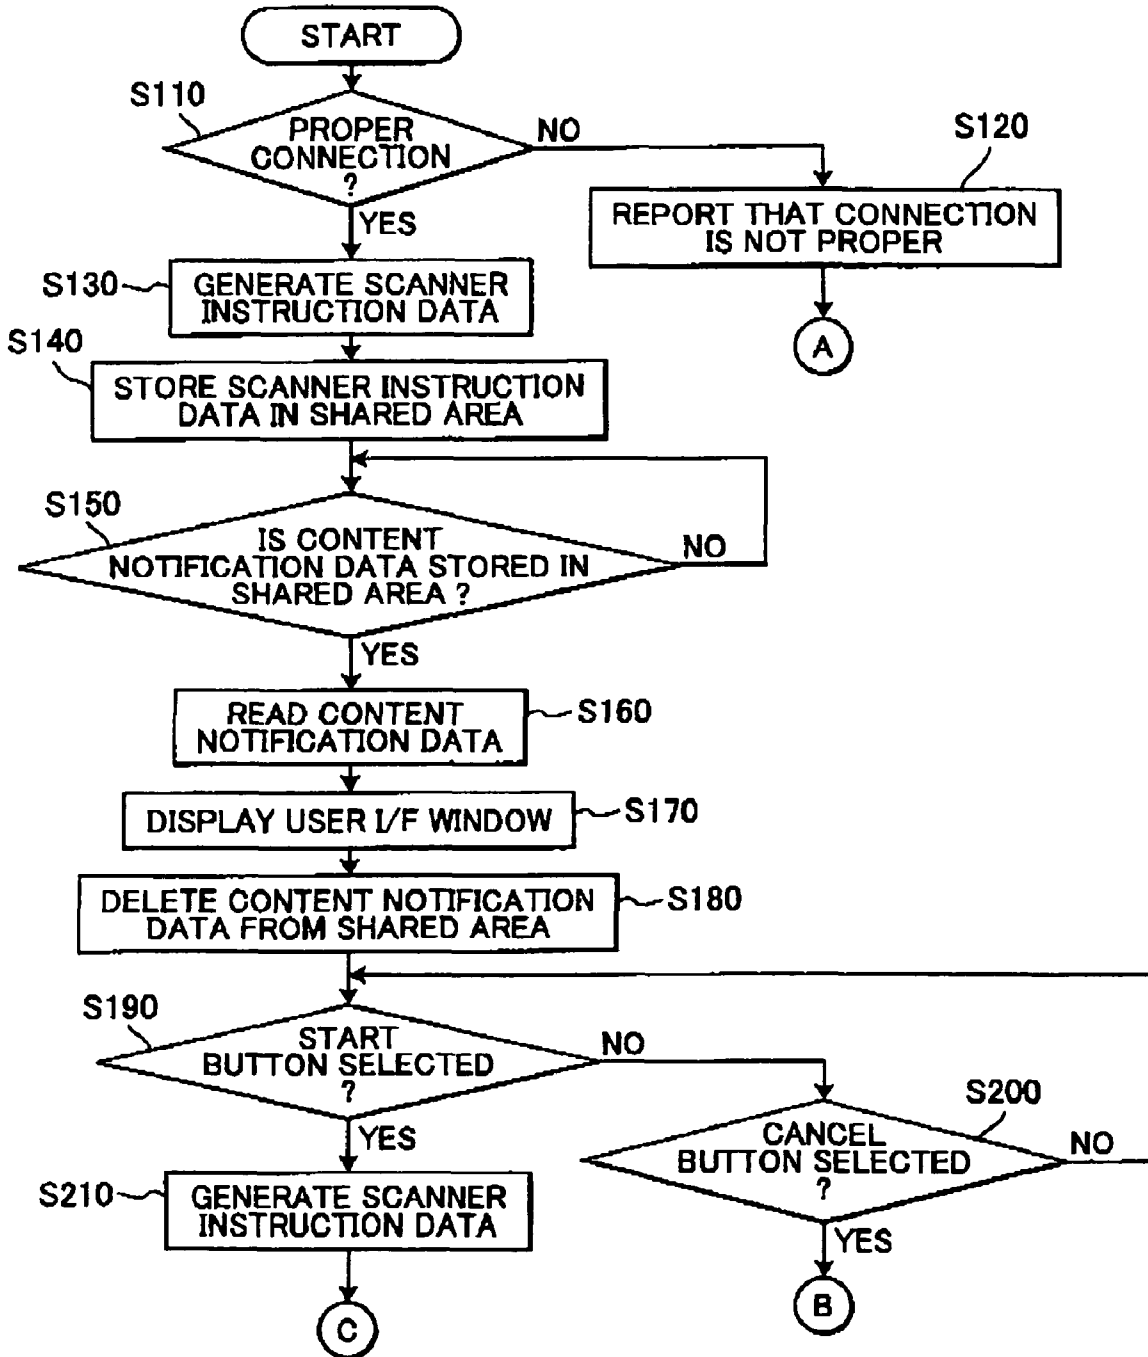 START
S110
PROPER
CONNECTION
?
NO
YES
S120
REPORT THAT CONNECTION
IS NOT PROPER
A
S130
GENERATE SCANNER
INSTRUCTION DATA
S140
STORE SCANNER INSTRUCTION
DATA IN SHARED AREA
S150
IS CONTENT
NOTIFICATION DATA STORED IN
SHARED AREA ?
NO
YES
READ CONTENT
NOTIFICATION DATA
S160
DISPLAY USER I/F WINDOW
S170
DELETE CONTENT NOTIFICATION
DATA FROM SHARED AREA
S180
S190
START
BUTTON SELECTED
?
NO
YES
S200
CANCEL
BUTTON SELECTED
?
NO
YES
S210
GENERATE SCANNER
INSTRUCTION DATA
B
C